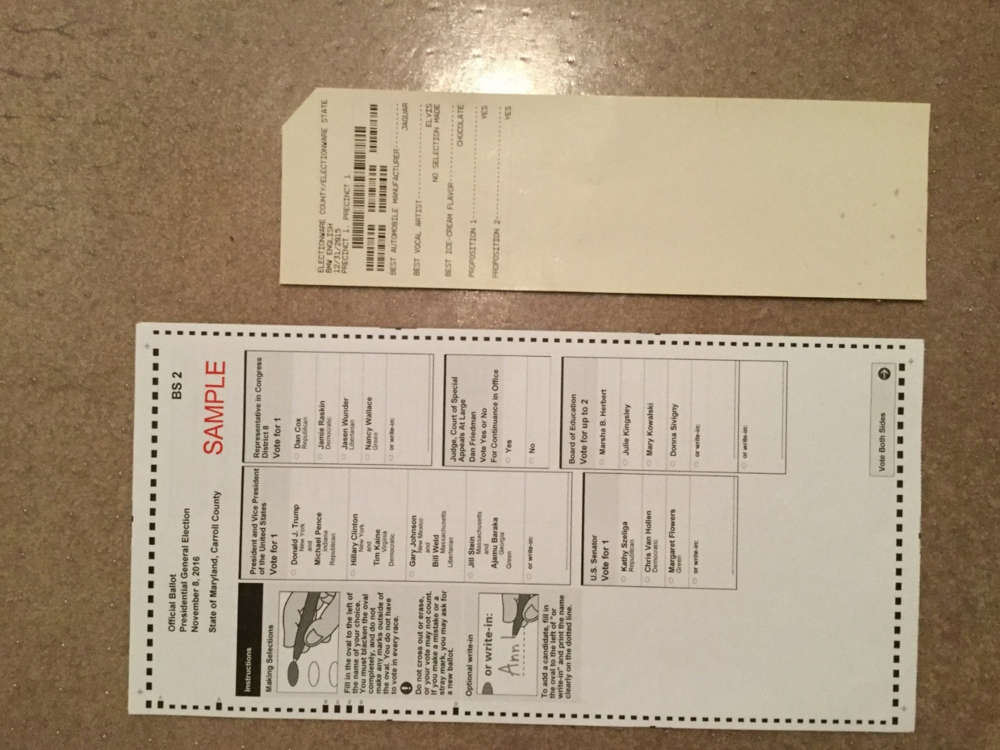 ELECTIONWARE COUNTY/ELECTIONWARE STATE
BMW ENGLISH
12/31/2015
PRECINCT 1. PRECINCT 1
BEST AUTOMOBILE MANUFACTURER--------
JAGUAR
BEST VOCAL ARTIST-------------------
ELVIS
NO SELECTION MADE
BEST ICE-CREAM FLAVOR---------------
CHOCOLATE
PROPOSITION 1-----------------------
YES
PROPOSITION 2-----------------------
YES
Official Ballot
Presidential General Election
November 8, 2016
State of Maryland, Carroll County
BS 2
SAMPLE
Instructions
Making Selections
Fill in the oval to the left of
the name of your choice.
You must blacken the oval
completely, and do not
make any marks outside of
the oval. You do not have
to vote in every race.
Do not cross out or erase,
or your vote may not count.
If you make a mistake or a
stray mark, you may ask for
a new ballot.
Optional write-in
or write-in:
Ann
To add a candidate, fill in
the oval to the left of "or
write-in" and print the name
clearly on the dotted line.
President and Vice President
of the United States
Vote for 1
Donald J. Trump
New York
and
Michael Pence
Indiana
Republican
Hillary Clinton
New York
and
Tim Kaine
Virginia
Democratic
Gary Johnson
New Mexico
and
Bill Weld
Massachusetts
Libertarian
Jill Stein
Massachusetts
and
Ajamu Baraka
Georgia
Green
or write-in:
U.S. Senator
Vote for 1
Kathy Szeliga
Republican
Chris Van Hollen
Democratic
Margaret Flowers
Green
or write-in:
Representative in Congress
District 8
Vote for 1
Dan Cox
Republican
Jamie Raskin
Democratic
Jasen Wunder
Libertarian
Nancy Wallace
Green
or write-in:
Judge, Court of Special
Appeals At Large
Dan Friedman
Vote Yes or No
For Continuance in Office
Yes
No
Board of Education
Vote for up to 2
Marsha B. Herbert
Julie Kingsley
Mary Kowalski
Donna Sivigny
or write-in:
or write-in:
Vote Both Sides